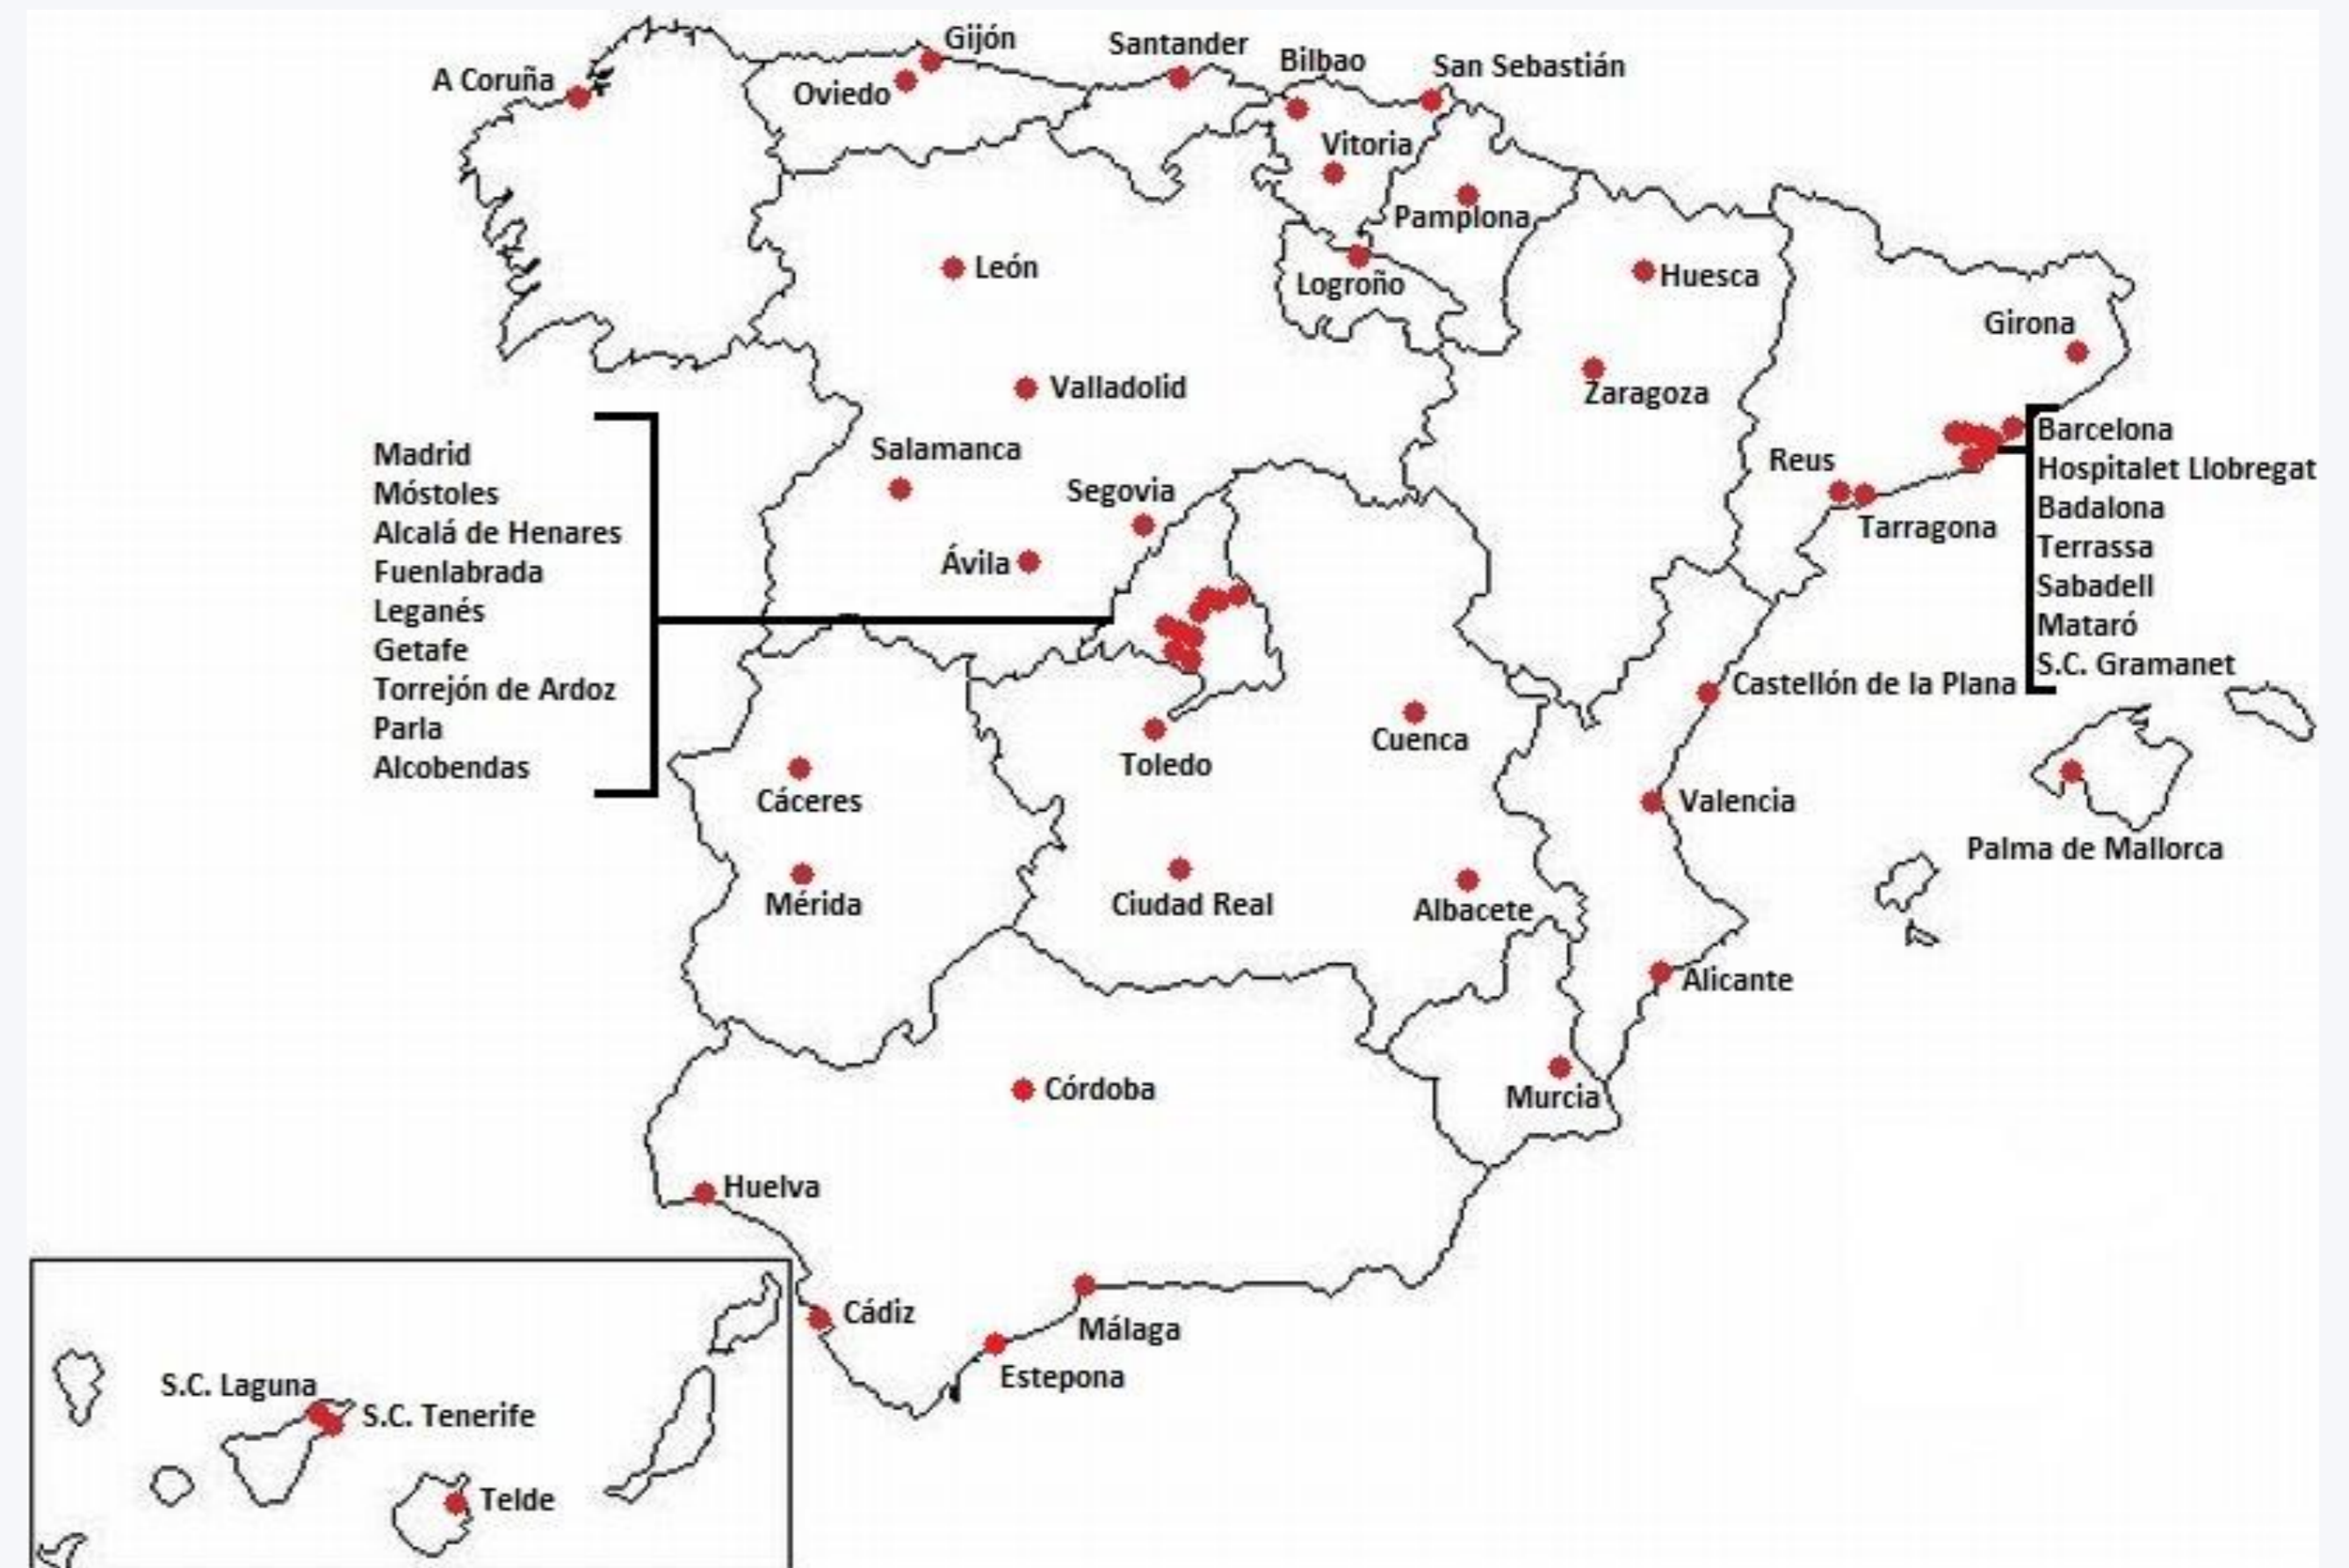 Gijón
Santander
Bilbao
San Sebastián
A Coruña
Oviedo
Vitoria
Pamplona
León
Logroño
Huesca
Girona
Valladolid
Zaragoza
Salamanca
Segovia
Ávila
Reus
Tarragona
Madrid
Móstoles
Alcalá de Henares
Fuenlabrada
Leganés
Getafe
Torrejón de Ardoz
Parla
Alcobendas
Barcelona
Hospitalet Llobregat
Badalona
Terrassa
Sabadell
Mataró
S.C. Gramanet
Castellón de la Plana
Cuenca
Toledo
Cáceres
Valencia
Palma de Mallorca
Mérida
Ciudad Real
Albacete
Alicante
Córdoba
Murcia
Huelva
Cádiz
Málaga
Estepona
S.C. Laguna
S.C. Tenerife
Telde